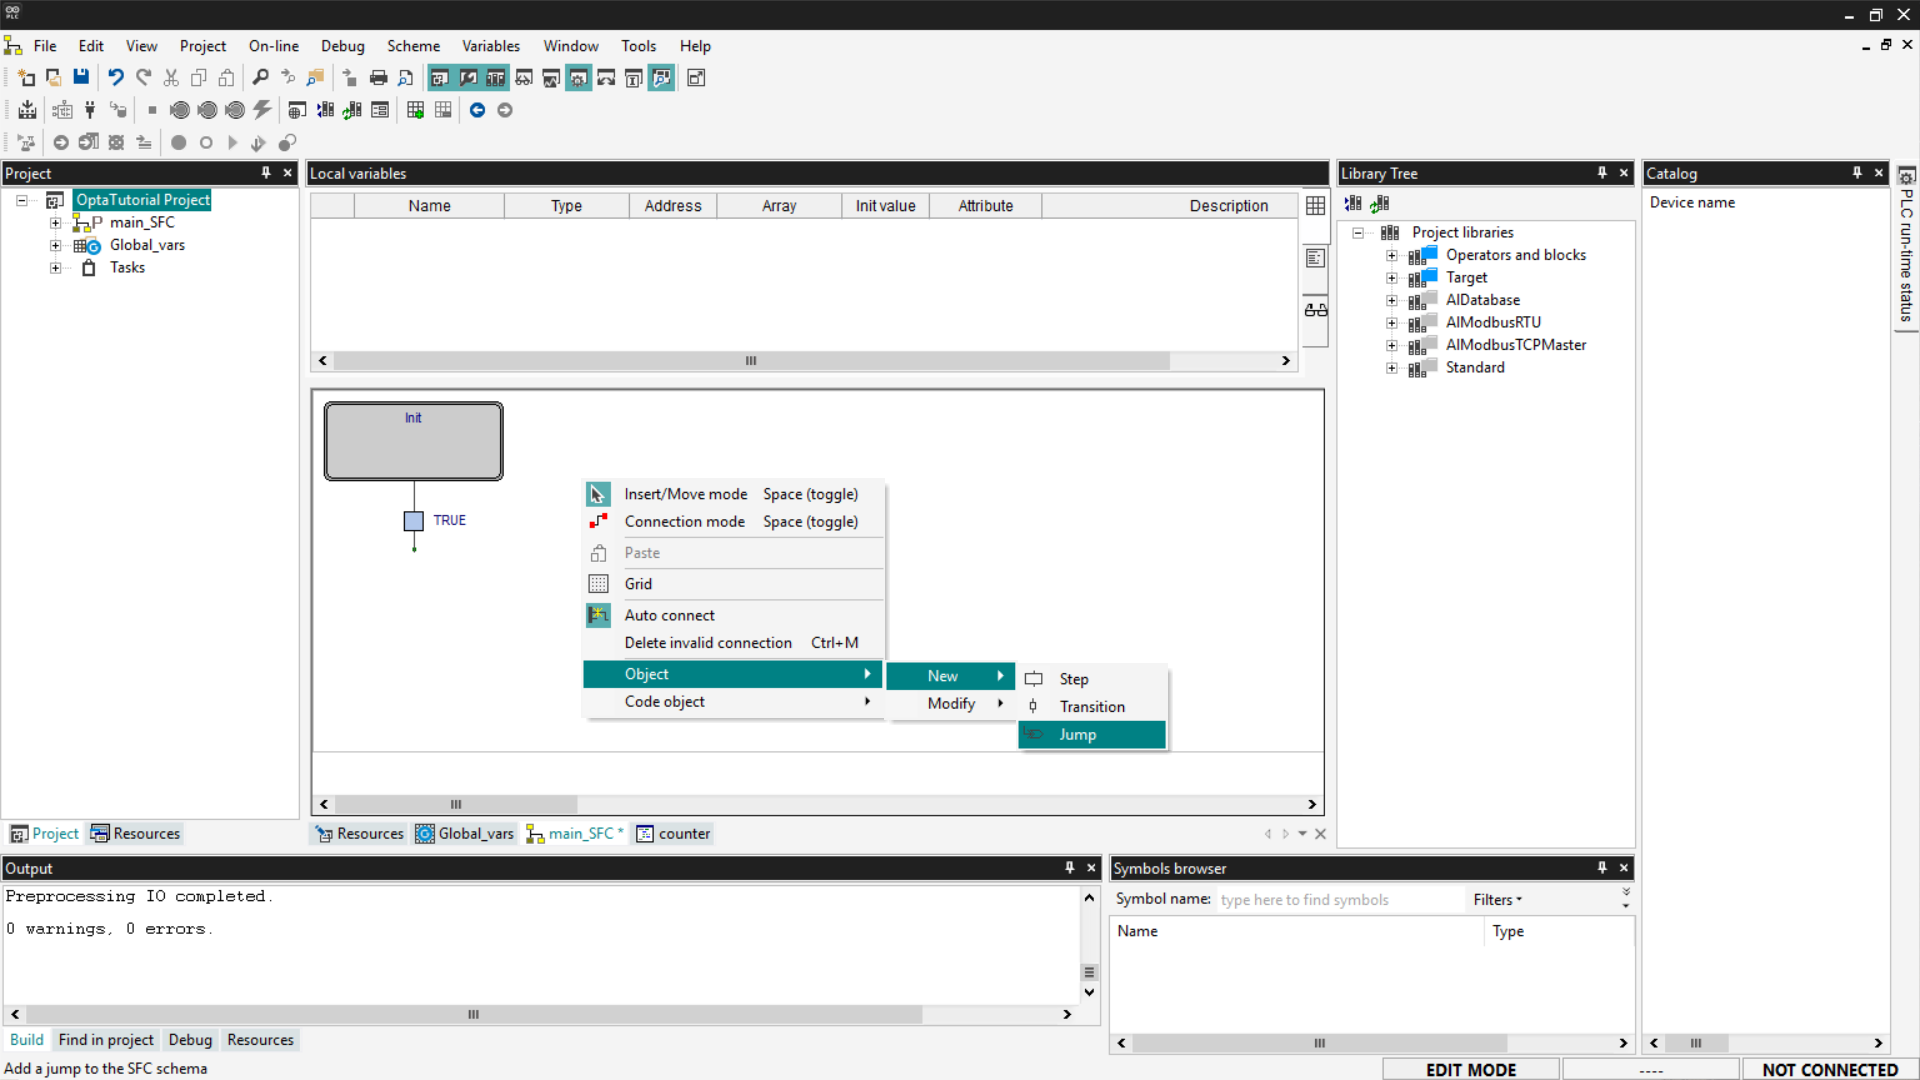 PLC
File Edit View Project On-line Debug Scheme Variables Window Tools Help
Project
OptaTutorial Project
main_SFC
Global_vars
Tasks
Project Resources
Local variables
Name Type Address Array Init value Attribute Description
Init
TRUE
Insert/Move mode Space (toggle)
Connection mode Space (toggle)
Paste
Grid
Auto connect
Delete invalid connection Ctrl+M
Object
Code object
New
Modify
Step
Transition
Jump
Resources Global_vars main_SFC * counter
Library Tree
Project libraries
Operators and blocks
Target
AlDatabase
AlModbusRTU
AlModbusTCPMaster
Standard
Catalog
Device name
PLC run-time status
Output
Preprocessing IO completed.
0 warnings, 0 errors.
Build Find in project Debug Resources
Symbols browser
Symbol name: type here to find symbols Filters
Name Type
Add a jump to the SFC schema
EDIT MODE ---- NOT CONNECTED